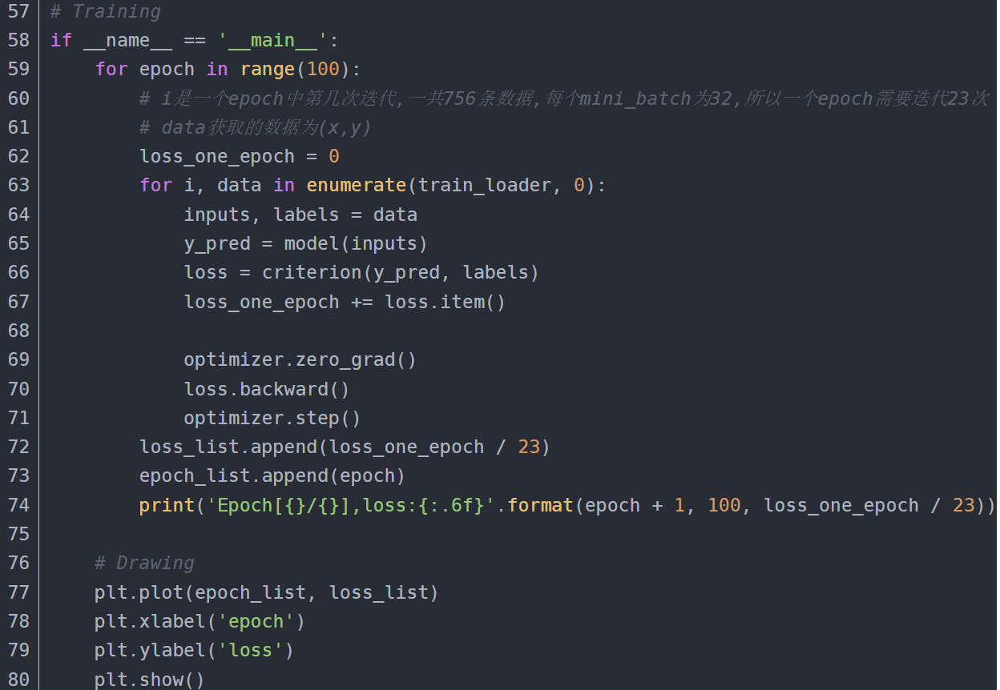 57 # Training
58 if __name__ == '__main__':
59     for epoch in range(100):
60         # i是一个epoch中第几次迭代,一共756条数据,每个mini_batch为32,所以一个epoch需要迭代23次
61         # data获取的数据为(x,y)
62         loss_one_epoch = 0
63         for i, data in enumerate(train_loader, 0):
64             inputs, labels = data
65             y_pred = model(inputs)
66             loss = criterion(y_pred, labels)
67             loss_one_epoch += loss.item()
68
69             optimizer.zero_grad()
70             loss.backward()
71             optimizer.step()
72         loss_list.append(loss_one_epoch / 23)
73         epoch_list.append(epoch)
74         print('Epoch[{}/{}],loss:{:.6f}'.format(epoch + 1, 100, loss_one_epoch / 23))
75
76     # Drawing
77     plt.plot(epoch_list, loss_list)
78     plt.xlabel('epoch')
79     plt.ylabel('loss')
80     plt.show()